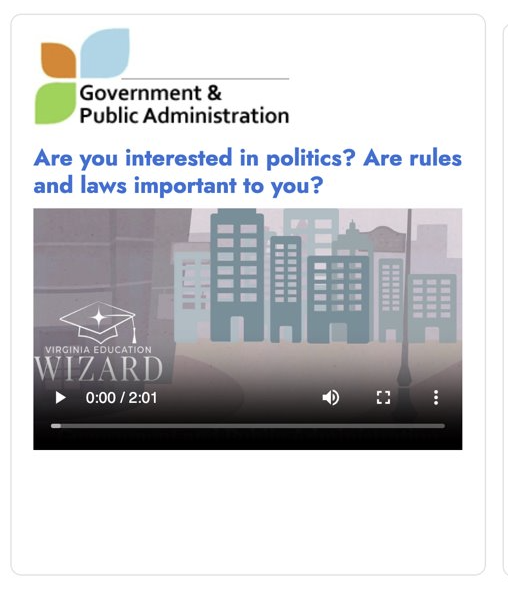 Government &
Public Administration
Are you interested in politics? Are rules
and laws important to you?
VIRGINIA EDUCATION
WIZARD
0:00 / 2:01